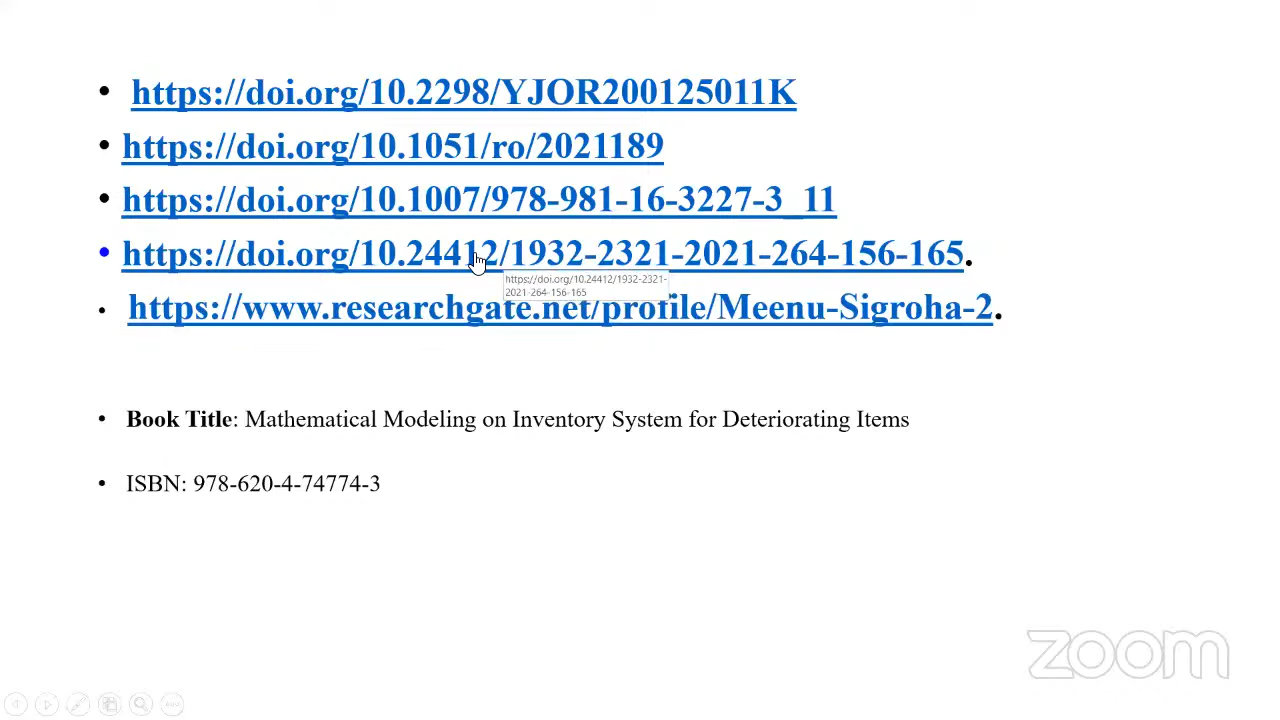 • https://doi.org/10.2298/YJOR200125011K
• https://doi.org/10.1051/ro/2021189
• https://doi.org/10.1007/978-981-16-3227-3_11
• https://doi.org/10.24412/1932-2321-2021-264-156-165.
https://doi.org/10.24412/1932-2321-
2021-264-156-165
• https://www.researchgate.net/profile/Meenu-Sigroha-2.
• Book Title: Mathematical Modeling on Inventory System for Deteriorating Items
• ISBN: 978-620-4-74774-3
zoom